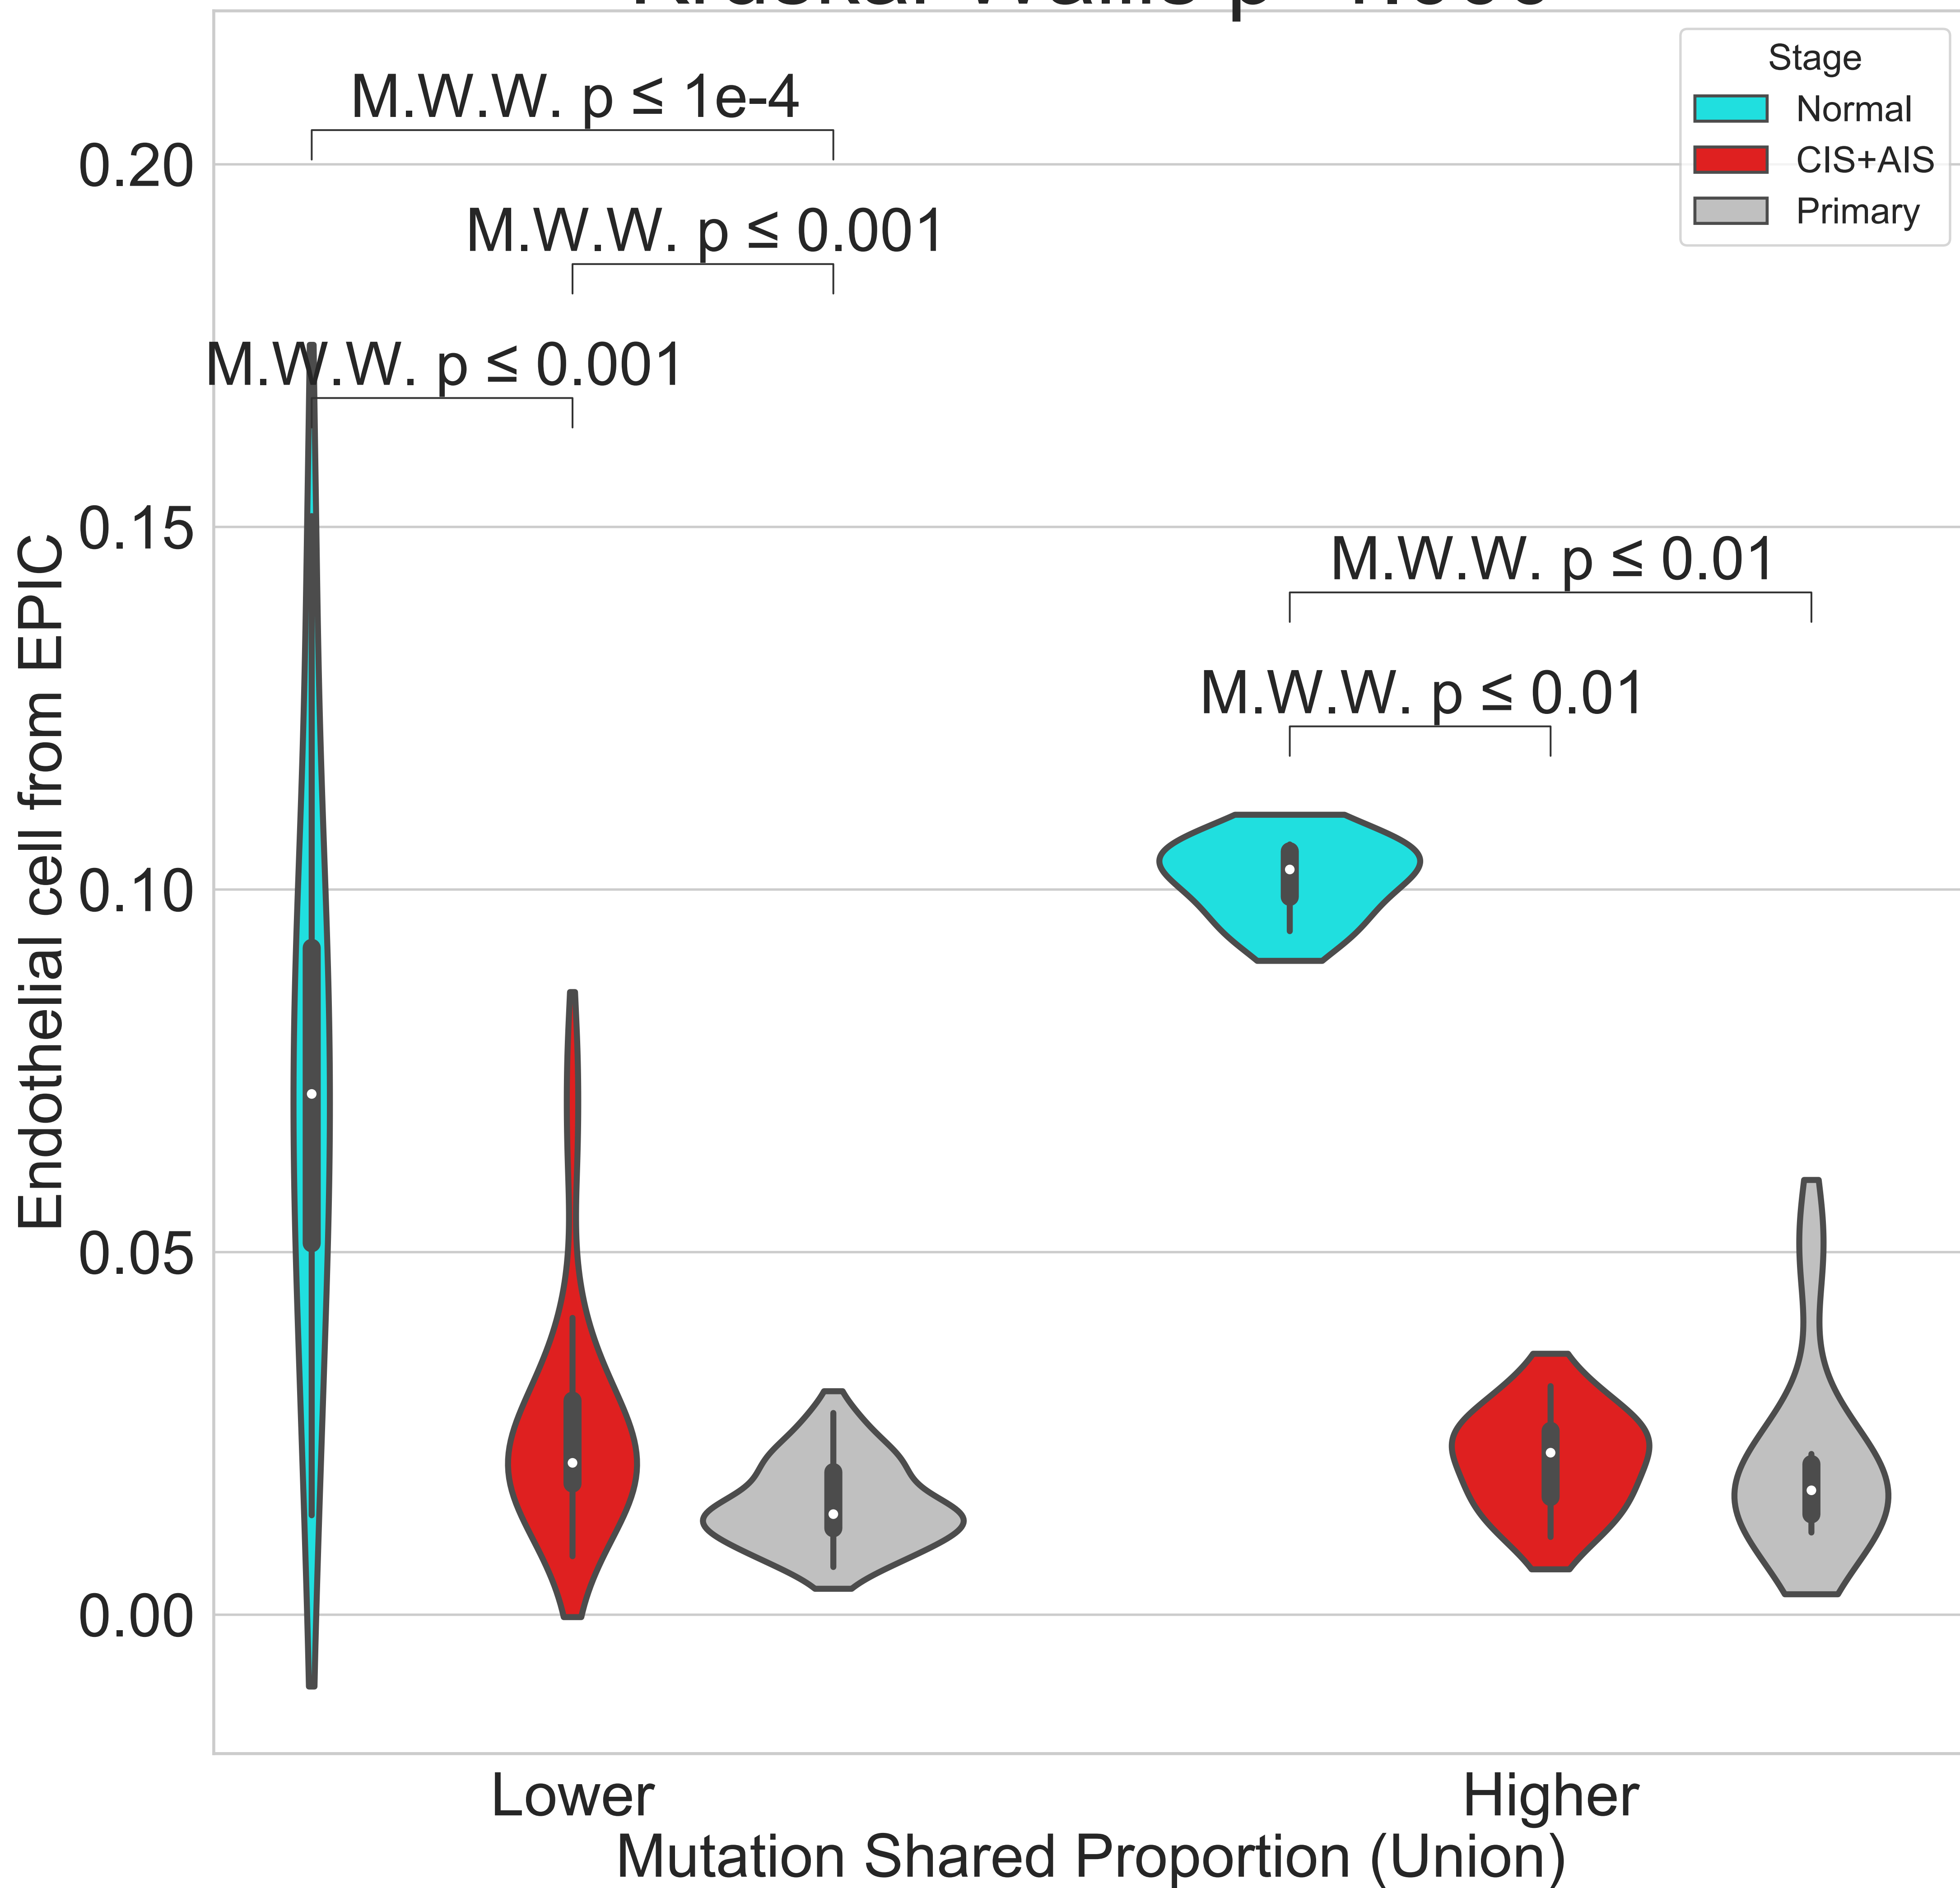 Stage
Normal
CIS+AIS
Primary
M.W.W. p ≤ 1e-4
M.W.W. p ≤ 0.001
M.W.W. p ≤ 0.001
M.W.W. p ≤ 0.01
M.W.W. p ≤ 0.01
0.20
0.15
0.10
0.05
0.00
Endothelial cell from EPIC
Lower
Higher
Mutation Shared Proportion (Union)